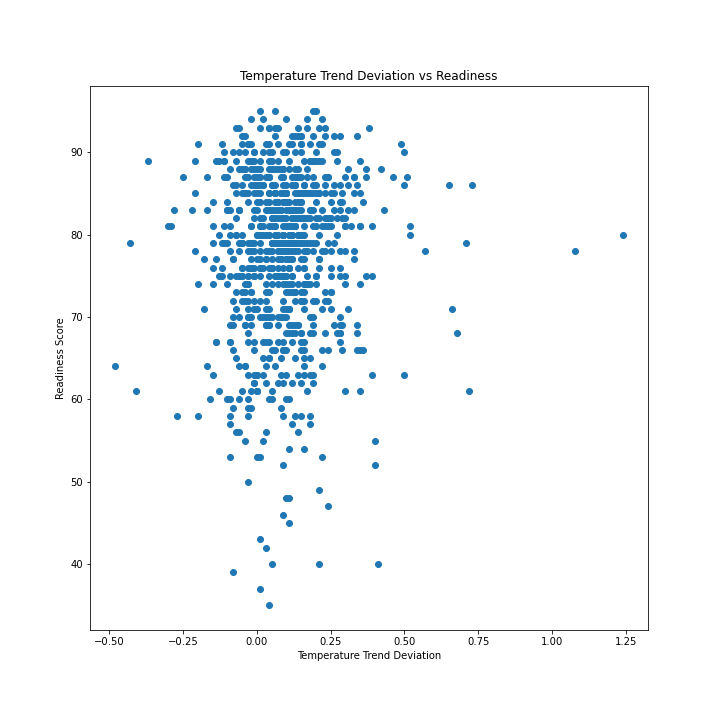 Temperature Trend Deviation vs Readiness
90
80
70
60
50
40
Readiness Score
−0.50 −0.25 0.00 0.25 0.50 0.75 1.00 1.25
Temperature Trend Deviation